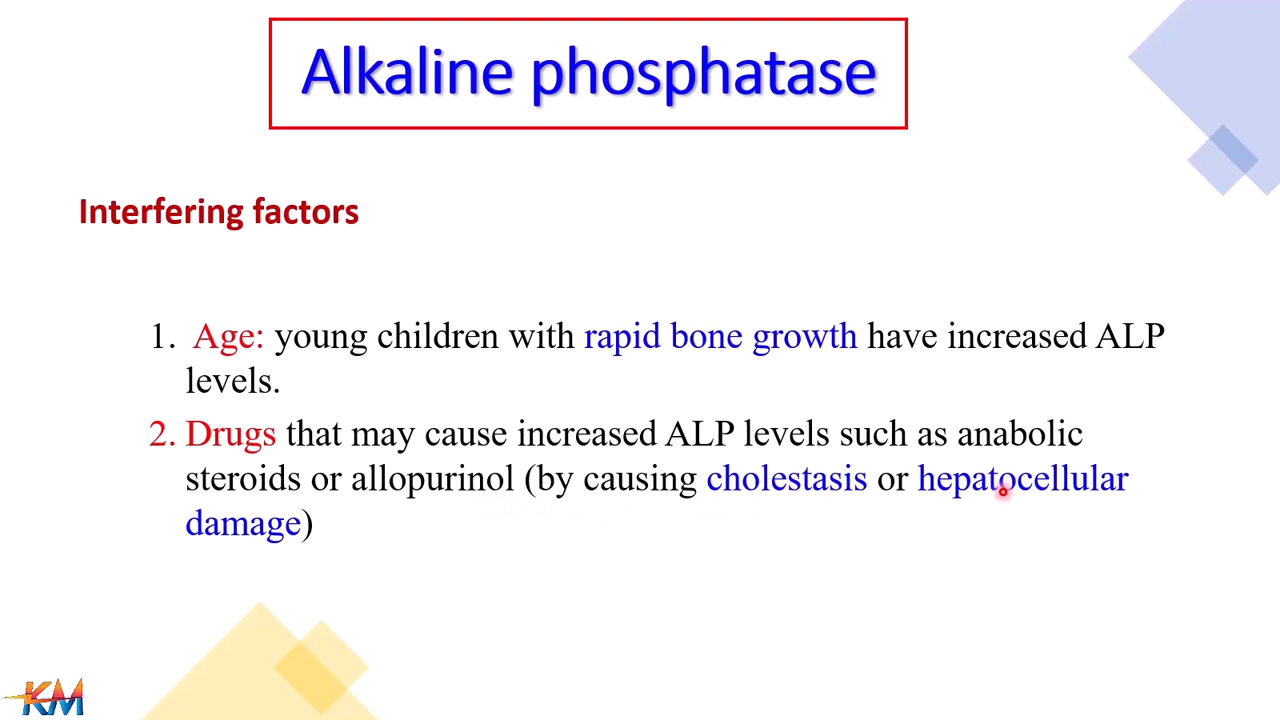 Alkaline phosphatase
Interfering factors
1. Age: young children with rapid bone growth have increased ALP
levels.
2. Drugs that may cause increased ALP levels such as anabolic
steroids or allopurinol (by causing cholestasis or hepatocellular
damage)
KM